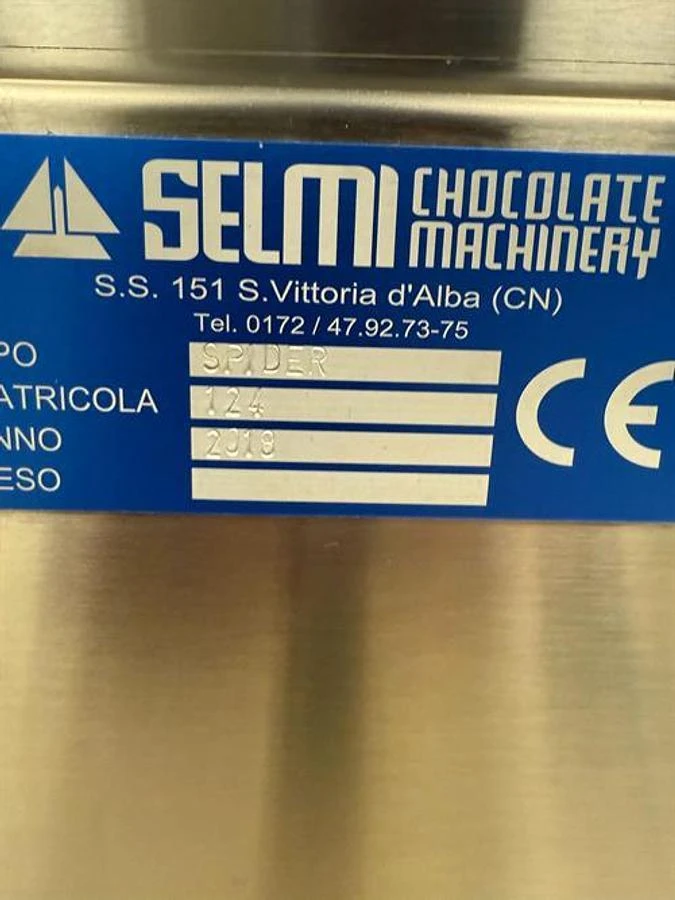 SELMI CHOCOLATE MACHINERY
S.S. 151 S.Vittoria d'Alba (CN)
Tel. 0172 / 47.92.73-75
PO SPIDER
ATRICOLA 124
NNO 2018
ESO
CE